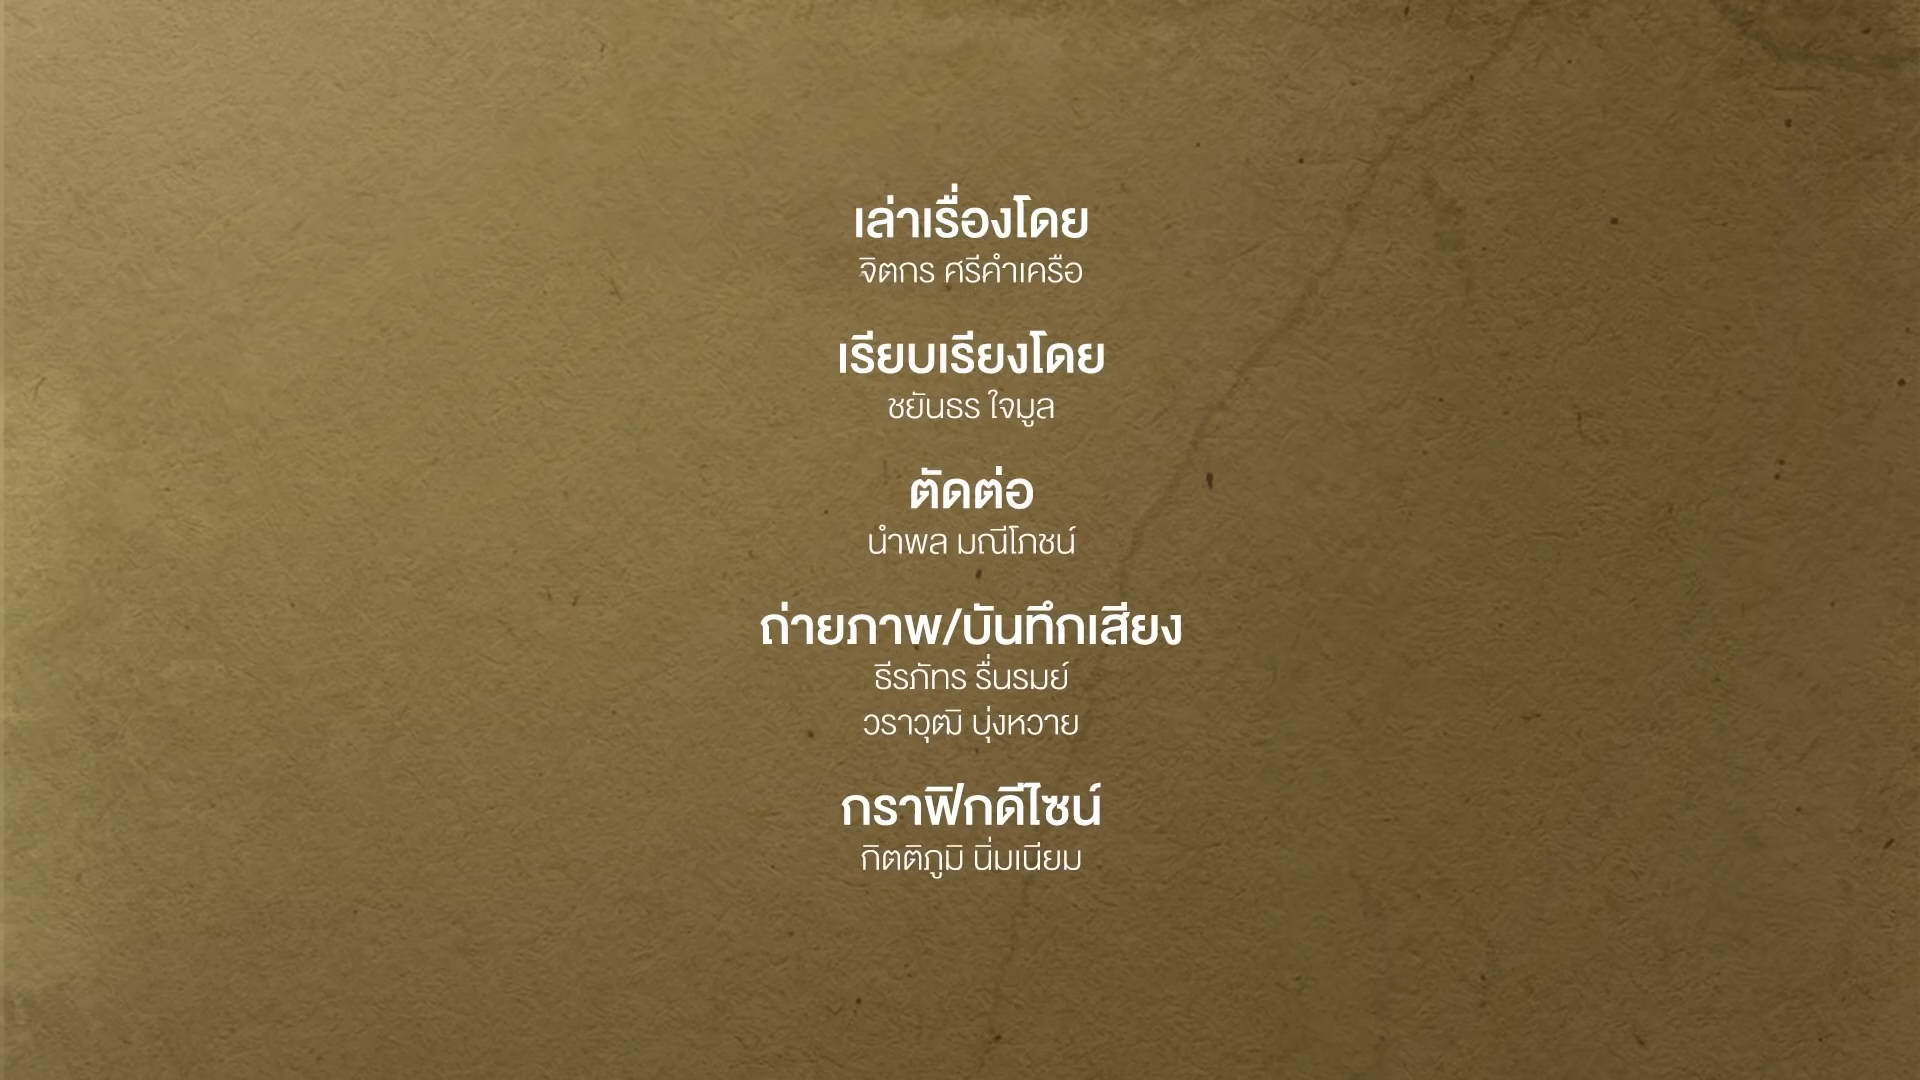 เล่าเรื่องโดย
จิตกร ศรีคำเครือ
เรียบเรียงโดย
ชยันธร ใจมูล
ตัดต่อ
นำพล มณีโภชน์
ถ่ายภาพ/บันทึกเสียง
ธีรภัทร รื่นรมย์
วราวุฒิ บุ่งหวาย
กราฟิกดีไซน์
กิตติภูมิ นิ่มเนียม